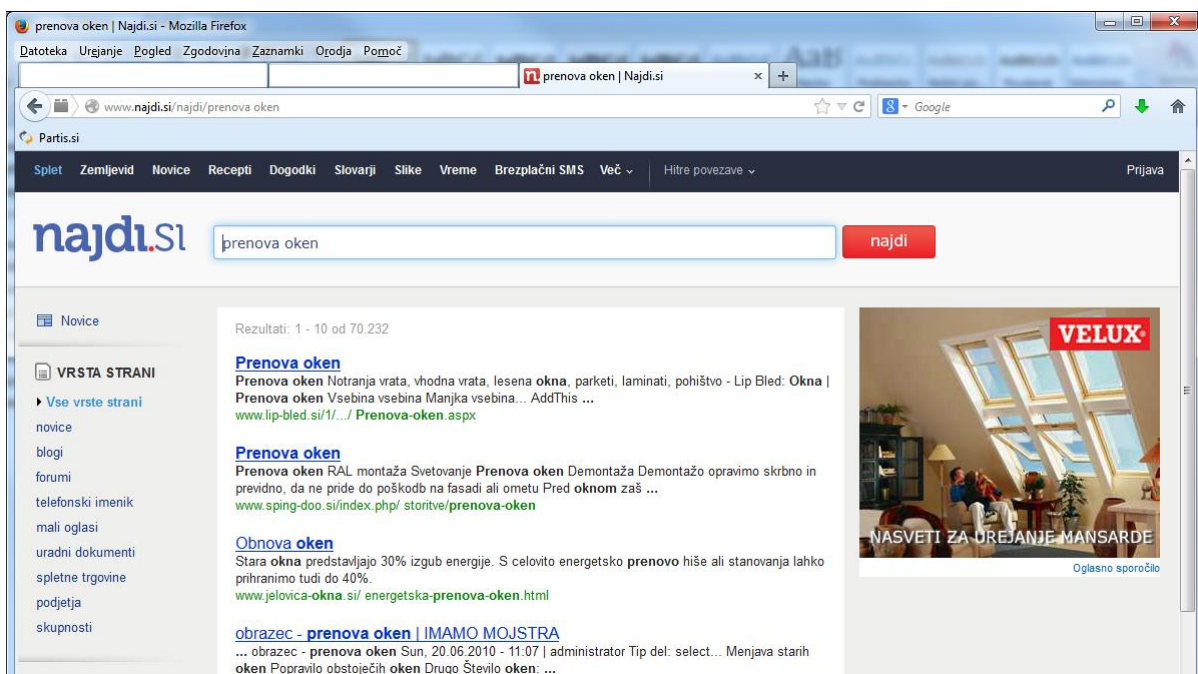 prenova oken | Najdi.si - Mozilla Firefox
Datoteka Urejanje Pogled Zgodovina Zaznamki Orodja Pomoč
prenova oken | Najdi.si
www.najdi.si/najdi/prenova oken
Google
Partis.si
Splet Zemljevid Novice Recepti Dogodki Slovarji Slike Vreme Brezplačni SMS Več Hitre povezave Prijava
najdi.si
prenova oken
najdi
Novice
VRSTA STRANI
Vse vrste strani
novice
blogi
forumi
telefonski imenik
mali oglasi
uradni dokumenti
spletne trgovine
podjetja
skupnosti
Rezultati: 1 - 10 od 70.232
Prenova oken
Prenova oken Notranja vrata, vhodna vrata, lesena okna, parketi, laminati, pohištvo - Lip Bled: Okna |
Prenova oken Vsebina vsebina Manjka vsebina... AddThis ...
www.lip-bled.si/1/.../ Prenova-oken.aspx
Prenova oken
Prenova oken RAL montaža Svetovanje Prenova oken Demontaža Demontažo opravimo skrbno in
previdno, da ne pride do poškodb na fasadi ali ometu Pred oknom zaš ...
www.sping-doo.si/index.php/ storitve/prenova-oken
Obnova oken
Stara okna predstavljajo 30% izgub energije. S celovito energetsko prenovo hiše ali stanovanja lahko
prihranimo tudi do 40%.
www.jelovica-okna.si/ energetska-prenova-oken.html
obrazec - prenova oken | IMAMO MOJSTRA
... obrazec - prenova oken Sun, 20.06.2010 - 11:07 | administrator Tip del: select... Menjava starih
oken Popravilo obstoječih oken Drugo Število oken: ...
VELUX
NASVETI ZA UREJANJE MANSARDE
Oglasno sporočilo